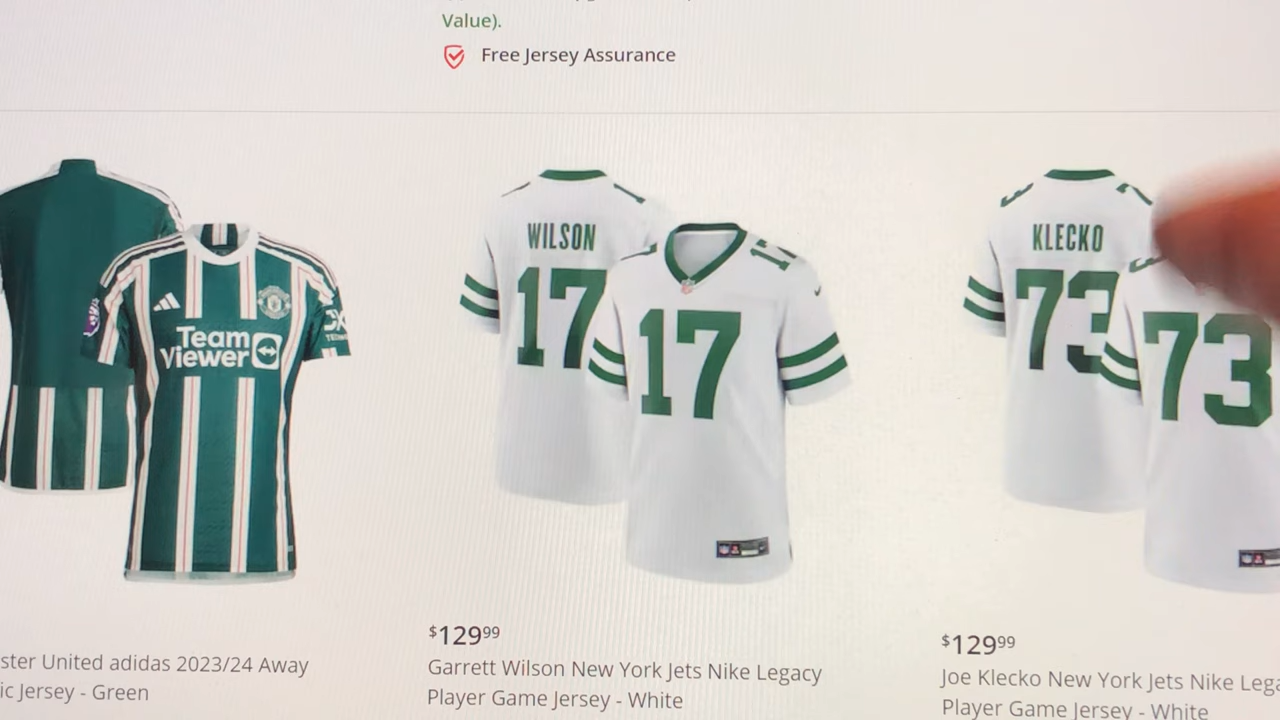 Value).
Free Jersey Assurance
Team
Viewer
WILSON
17
17
17
KLECKO
73
73
$129.99
ster United adidas 2023/24 Away
ic Jersey - Green
Garrett Wilson New York Jets Nike Legacy
Player Game Jersey - White
$129.99
Joe Klecko New York Jets Nike Lega
Player Game Jersey - White